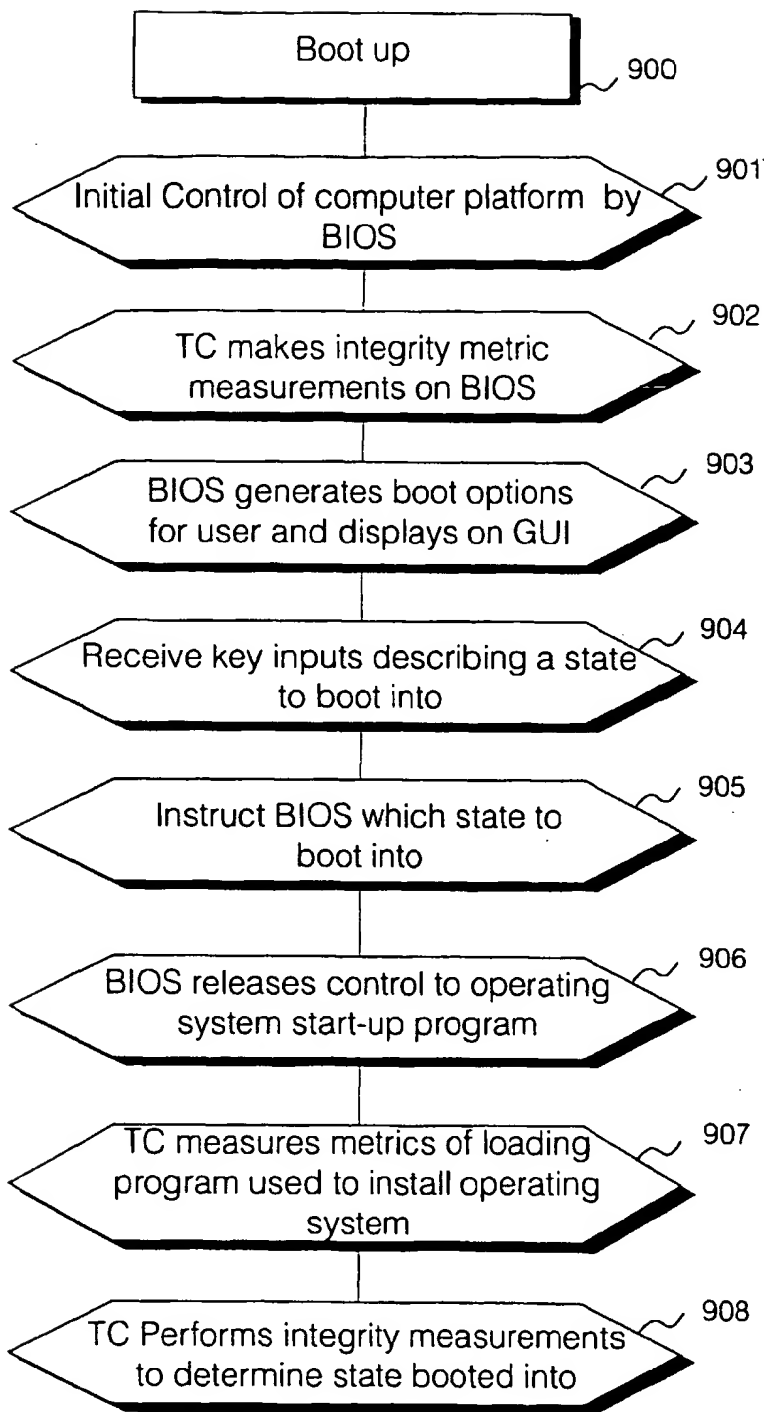 Boot up
900
Initial Control of computer platform by
BIOS
901
TC makes integrity metric
measurements on BIOS
902
BIOS generates boot options
for user and displays on GUI
903
Receive key inputs describing a state
to boot into
904
Instruct BIOS which state to
boot into
905
BIOS releases control to operating
system start-up program
906
TC measures metrics of loading
program used to install operating
system
907
TC Performs integrity measurements
to determine state booted into
908